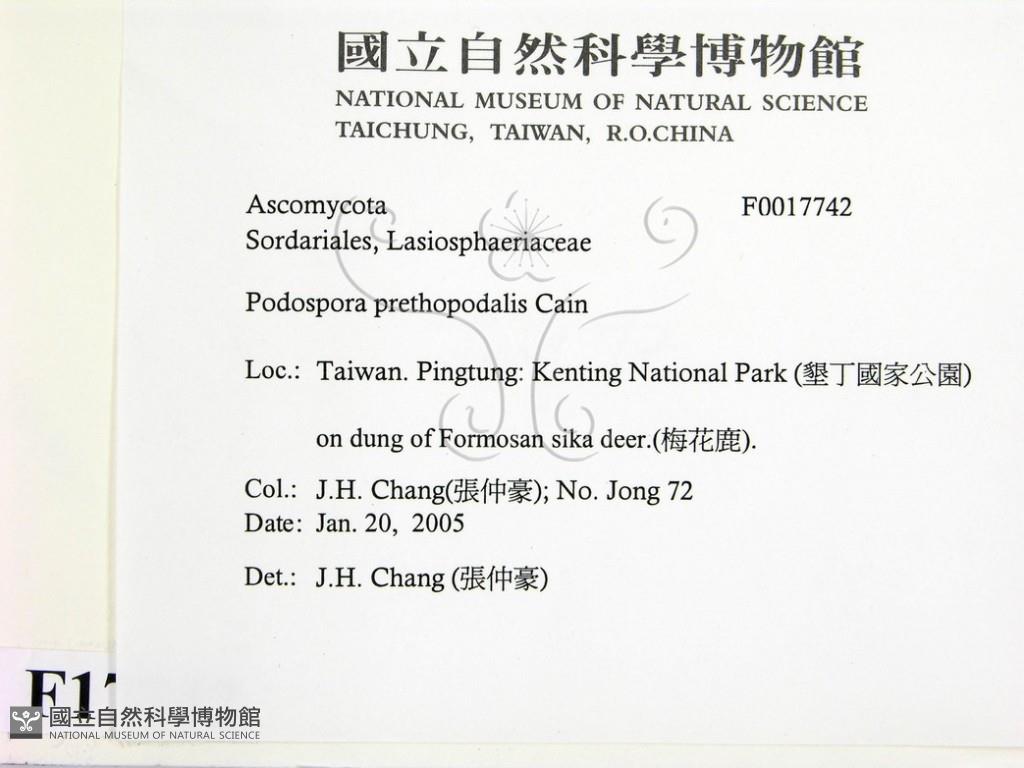 國立自然科學博物館
NATIONAL MUSEUM OF NATURAL SCIENCE
TAICHUNG, TAIWAN, R.O.CHINA
Ascomycota F0017742
Sordariales, Lasiosphaeriaceae
Podospora prethopodalis Cain
Loc.: Taiwan. Pingtung: Kenting National Park (墾丁國家公園)
on dung of Formosan sika deer.(梅花鹿).
Col.: J.H. Chang(張仲豪); No. Jong 72
Date: Jan. 20, 2005
Det.: J.H. Chang (張仲豪)
國立自然科學博物館
NATIONAL MUSEUM OF NATURAL SCIENCE